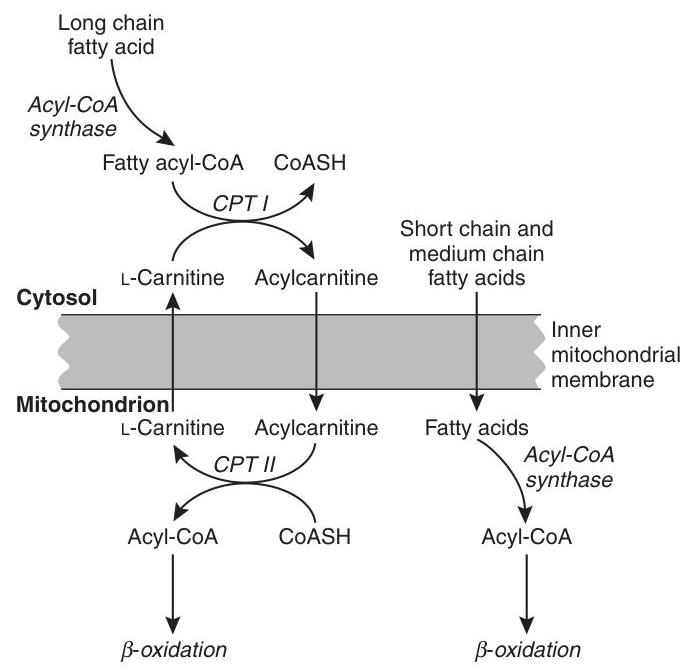 Long chain
fatty acid
Acyl-CoA
synthase
Fatty acyl-CoA
CoASH
CPT I
Short chain and
medium chain
fatty acids
L-Carnitine
Acylcarnitine
Cytosol
Inner
mitochondrial
membrane
Mitochondrion
L-Carnitine
Acylcarnitine
Fatty acids
CPT II
Acyl-CoA
synthase
Acyl-CoA
CoASH
Acyl-CoA
β-oxidation
β-oxidation